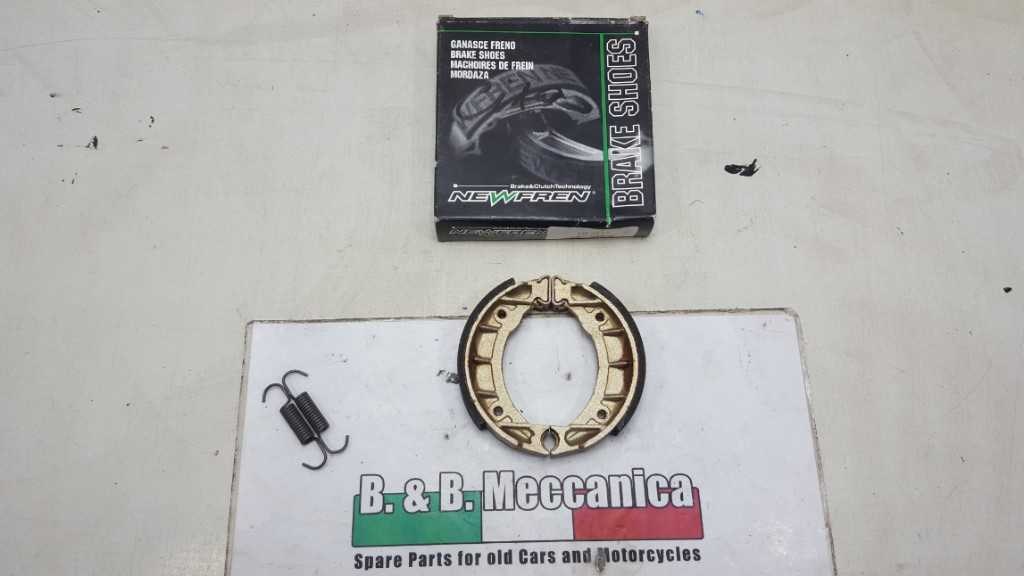 GANASCE FRENO
BRAKE SHOES
MACHOIRES DE FREIN
MORDAZA
BRAKE SHOES
Brake&ClutchTechnology
NEWFREN®
NEWFREN
B. & B. Meccanica
Spare Parts for old Cars and Motorcycles